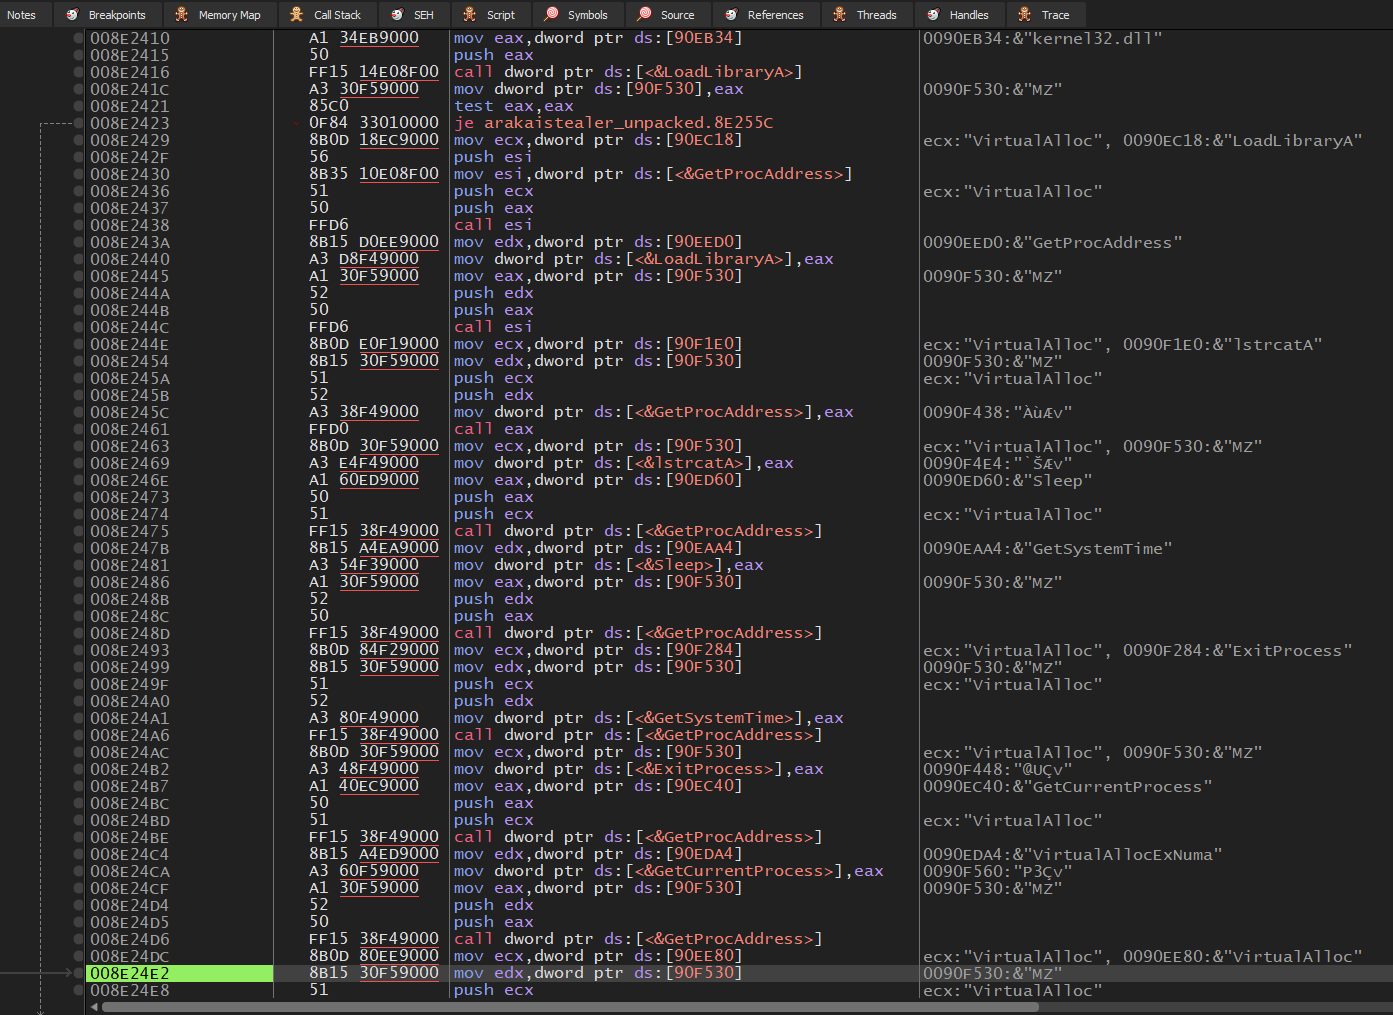 Notes Breakpoints Memory Map Call Stack SEH Script Symbols Source References Threads Handles Trace
008E2410 A1 34EB9000 mov eax,dword ptr ds:[90EB34] 0090EB34:&"kernel32.dll"
008E2415 50 push eax
008E2416 FF15 14E08F00 call dword ptr ds:[<&LoadLibraryA>]
008E241C A3 30F59000 mov dword ptr ds:[90F530],eax 0090F530:&"MZ"
008E2421 85C0 test eax,eax
008E2423 0F84 33010000 je arakaistealer_unpacked.8E255C
008E2429 8B0D 18EC9000 mov ecx,dword ptr ds:[90EC18] ecx:"VirtualAlloc", 0090EC18:&"LoadLibraryA"
008E242F 56 push esi
008E2430 8B35 10E08F00 mov esi,dword ptr ds:[<&GetProcAddress>]
008E2436 51 push ecx ecx:"VirtualAlloc"
008E2437 50 push eax
008E2438 FFD6 call esi
008E243A 8B15 D0EE9000 mov edx,dword ptr ds:[90EED0] 0090EED0:&"GetProcAddress"
008E2440 A3 D8F49000 mov dword ptr ds:[<&LoadLibraryA>],eax
008E2445 A1 30F59000 mov eax,dword ptr ds:[90F530] 0090F530:&"MZ"
008E244A 52 push edx
008E244B 50 push eax
008E244C FFD6 call esi
008E244E 8B0D E0F19000 mov ecx,dword ptr ds:[90F1E0] ecx:"VirtualAlloc", 0090F1E0:&"lstrcatA"
008E2454 8B15 30F59000 mov edx,dword ptr ds:[90F530] 0090F530:&"MZ"
008E245A 51 push ecx ecx:"VirtualAlloc"
008E245B 52 push edx
008E245C A3 38F49000 mov dword ptr ds:[<&GetProcAddress>],eax 0090F438:"ÀùÆv"
008E2461 FFD0 call eax
008E2463 8B0D 30F59000 mov ecx,dword ptr ds:[90F530] ecx:"VirtualAlloc", 0090F530:&"MZ"
008E2469 A3 E4F49000 mov dword ptr ds:[<&lstrcatA>],eax 0090F4E4:"`ŠÆv"
008E246E A1 60ED9000 mov eax,dword ptr ds:[90ED60] 0090ED60:&"Sleep"
008E2473 50 push eax
008E2474 51 push ecx ecx:"VirtualAlloc"
008E2475 FF15 38F49000 call dword ptr ds:[<&GetProcAddress>]
008E247B 8B15 A4EA9000 mov edx,dword ptr ds:[90EAA4] 0090EAA4:&"GetSystemTime"
008E2481 A3 54F39000 mov dword ptr ds:[<&Sleep>],eax
008E2486 A1 30F59000 mov eax,dword ptr ds:[90F530] 0090F530:&"MZ"
008E248B 52 push edx
008E248C 50 push eax
008E248D FF15 38F49000 call dword ptr ds:[<&GetProcAddress>]
008E2493 8B0D 84F29000 mov ecx,dword ptr ds:[90F284] ecx:"VirtualAlloc", 0090F284:&"ExitProcess"
008E2499 8B15 30F59000 mov edx,dword ptr ds:[90F530] 0090F530:&"MZ"
008E249F 51 push ecx ecx:"VirtualAlloc"
008E24A0 52 push edx
008E24A1 A3 80F49000 mov dword ptr ds:[<&GetSystemTime>],eax
008E24A6 FF15 38F49000 call dword ptr ds:[<&GetProcAddress>]
008E24AC 8B0D 30F59000 mov ecx,dword ptr ds:[90F530] ecx:"VirtualAlloc", 0090F530:&"MZ"
008E24B2 A3 48F49000 mov dword ptr ds:[<&ExitProcess>],eax 0090F448:"@UÇv"
008E24B7 A1 40EC9000 mov eax,dword ptr ds:[90EC40] 0090EC40:&"GetCurrentProcess"
008E24BC 50 push eax
008E24BD 51 push ecx ecx:"VirtualAlloc"
008E24BE FF15 38F49000 call dword ptr ds:[<&GetProcAddress>]
008E24C4 8B15 A4ED9000 mov edx,dword ptr ds:[90EDA4] 0090EDA4:&"VirtualAllocExNuma"
008E24CA A3 60F59000 mov dword ptr ds:[<&GetCurrentProcess>],eax 0090F560:"P3Çv"
008E24CF A1 30F59000 mov eax,dword ptr ds:[90F530] 0090F530:&"MZ"
008E24D4 52 push edx
008E24D5 50 push eax
008E24D6 FF15 38F49000 call dword ptr ds:[<&GetProcAddress>]
008E24DC 8B0D 80EE9000 mov ecx,dword ptr ds:[90EE80] ecx:"VirtualAlloc", 0090EE80:&"VirtualAlloc"
008E24E2 8B15 30F59000 mov edx,dword ptr ds:[90F530] 0090F530:&"MZ"
008E24E8 51 push ecx ecx:"VirtualAlloc"